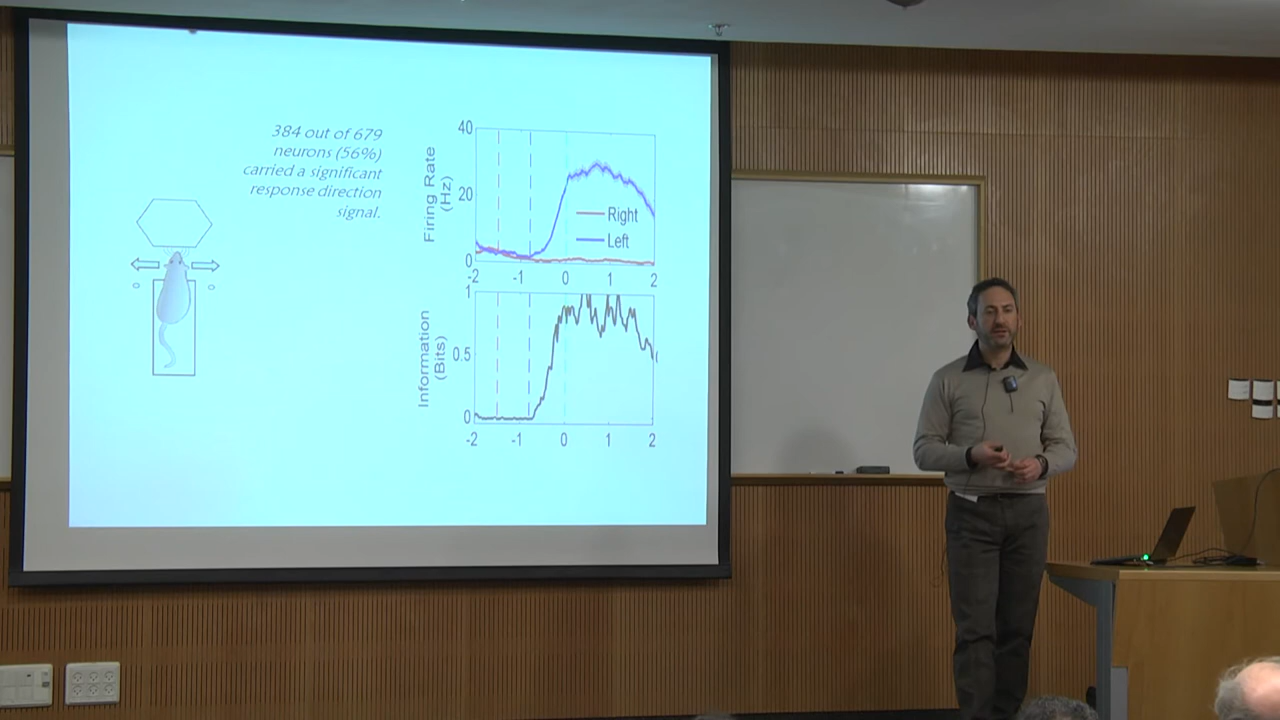 384 out of 679
neurons (56%)
carried a significant
response direction
signal.
Firing Rate
(Hz)
40
20
0
Right
Left
-2 -1 0 1 2
Information
(Bits)
1
0.5
0
-2 -1 0 1 2